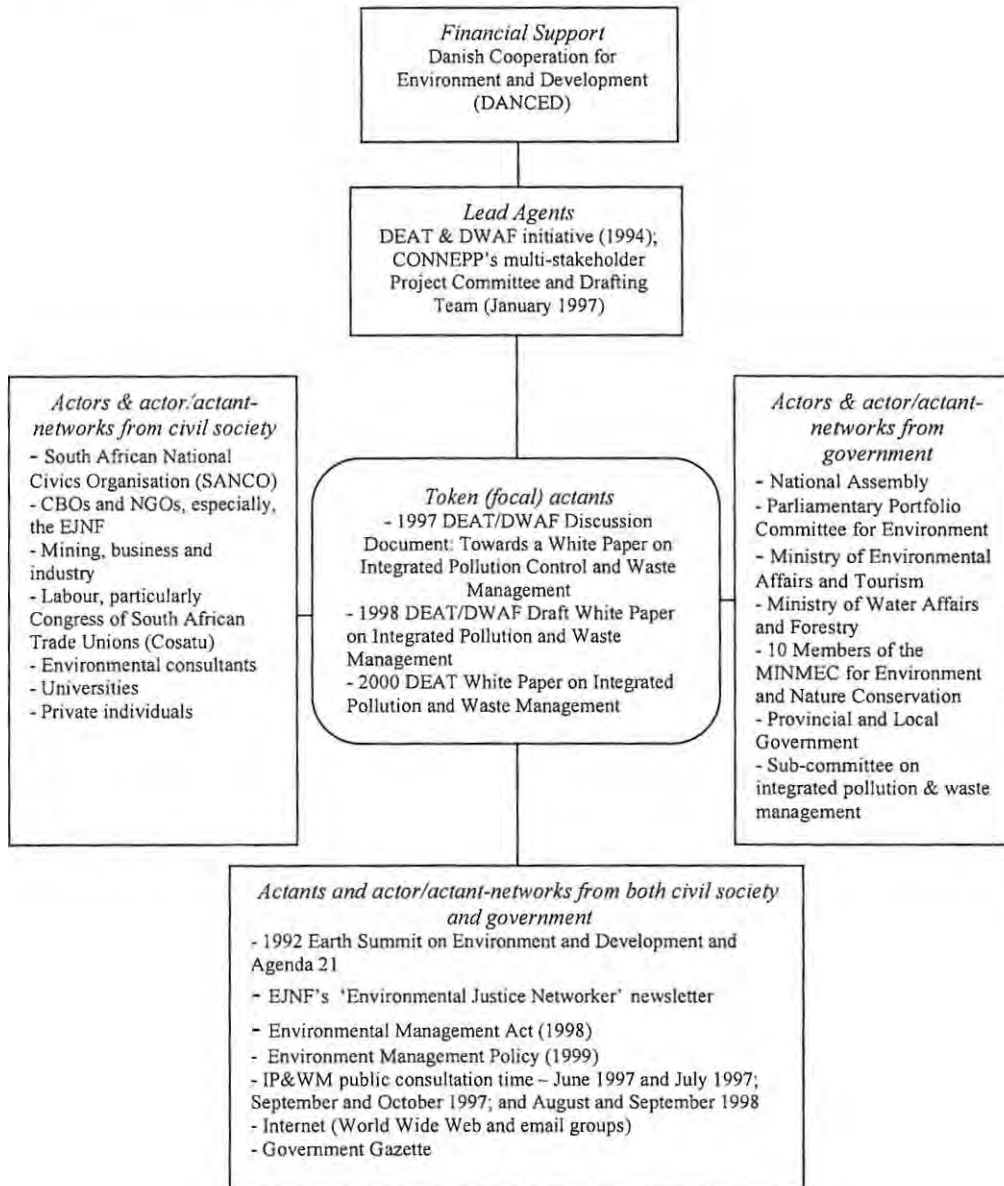 Financial Support
Danish Cooperation for
Environment and Development
(DANCED)
Lead Agents
DEAT & DWAF initiative (1994);
CONNEPP's multi-stakeholder
Project Committee and Drafting
Team (January 1997)
Actors & actor/actant-
networks from civil society
- South African National
Civics Organisation (SANCO)
- CBOs and NGOs, especially,
the EJNF
- Mining, business and
industry
- Labour, particularly
Congress of South African
Trade Unions (Cosatu)
- Environmental consultants
- Universities
- Private individuals
Token (focal) actants
- 1997 DEAT/DWAF Discussion
Document: Towards a White Paper on
Integrated Pollution Control and Waste
Management
- 1998 DEAT/DWAF Draft White Paper
on Integrated Pollution and Waste
Management
- 2000 DEAT White Paper on Integrated
Pollution and Waste Management
Actors & actor/actant-
networks from
government
- National Assembly
- Parliamentary Portfolio
Committee for Environment
- Ministry of Environmental
Affairs and Tourism
- Ministry of Water Affairs
and Forestry
- 10 Members of the
MINMEC for Environment
and Nature Conservation
- Provincial and Local
Government
- Sub-committee on
integrated pollution & waste
management
Actants and actor/actant-networks from both civil society
and government
- 1992 Earth Summit on Environment and Development and
Agenda 21
- EJNF's 'Environmental Justice Networker' newsletter
- Environmental Management Act (1998)
- Environment Management Policy (1999)
- IP&WM public consultation time – June 1997 and July 1997;
September and October 1997; and August and September 1998
- Internet (World Wide Web and email groups)
- Government Gazette